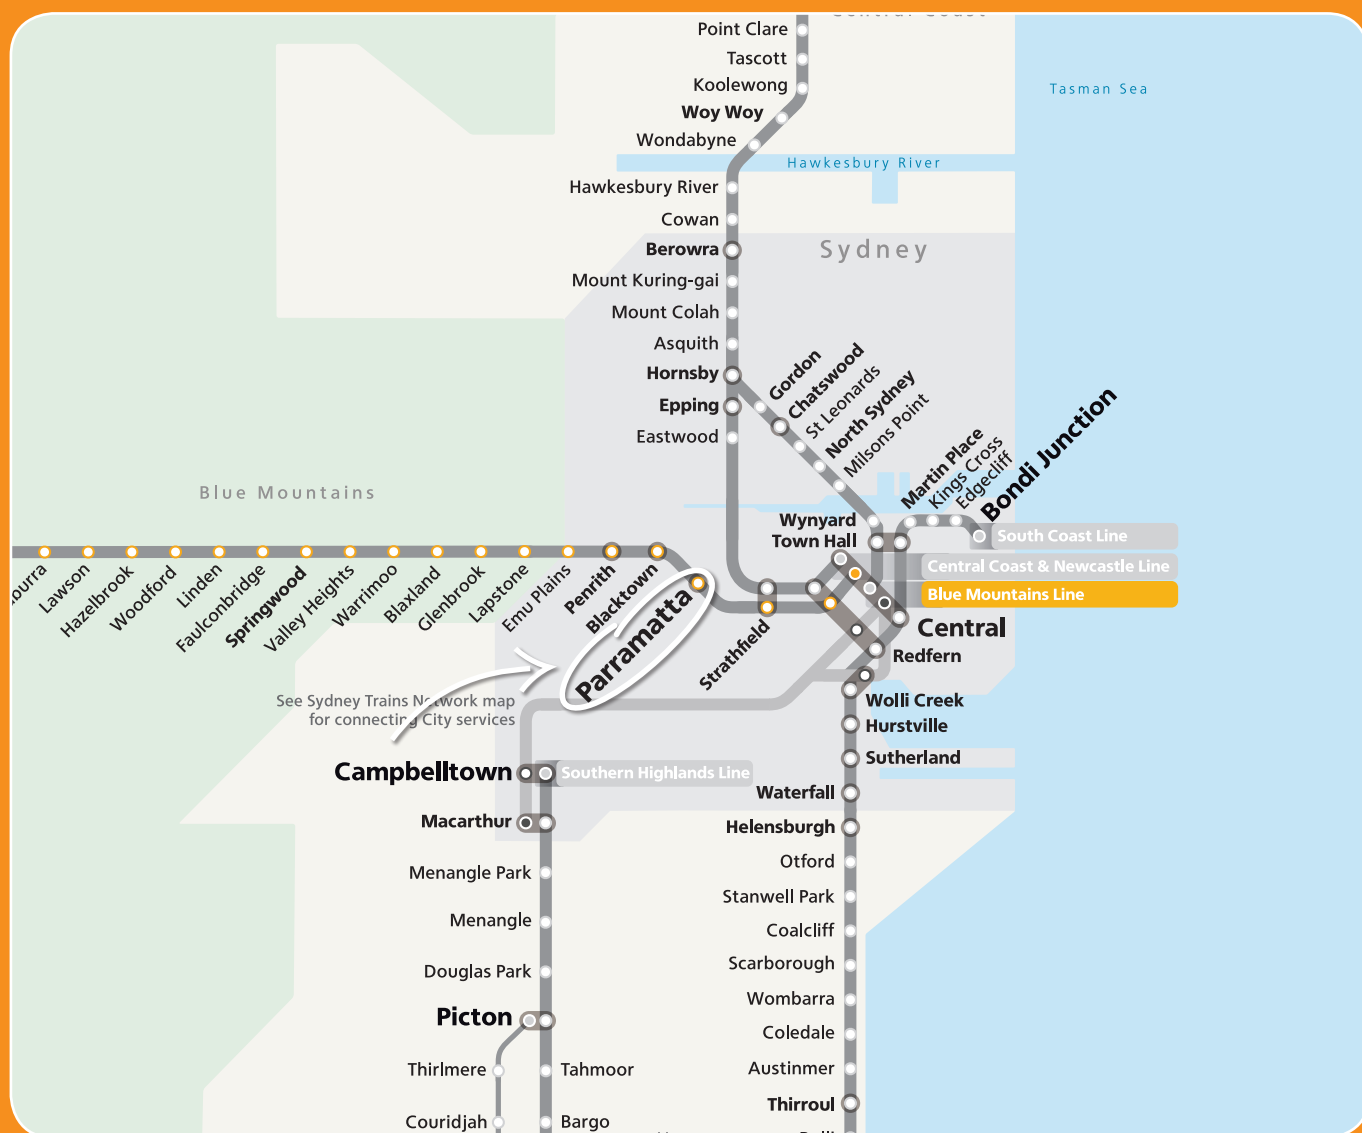 Central Coast
Point Clare
Tascott
Tasman Sea
Koolewong
Woy Woy
Wondabyne
Hawkesbury River
Hawkesbury River
Cowan
Berowra
Sydney
Mount Kuring-gai
Mount Colah
Asquith
Hornsby
Epping
Eastwood
Gordon
Chatswood
St Leonards
North Sydney
Milsons Point
Martin Place
Kings Cross
Edgecliff
Bondi Junction
Blue Mountains
Wynyard
Town Hall
South Coast Line
Central Coast & Newcastle Line
Blue Mountains Line
Lawson
Hazelbrook
Woodford
Linden
Faulconbridge
Springwood
Valley Heights
Warrimoo
Blaxland
Glenbrook
Lapstone
Emu Plains
Penrith
Blacktown
Parramatta
Strathfield
Central
Redfern
See Sydney Trains Network map
for connecting City services
Wolli Creek
Hurstville
Sutherland
Campbelltown
Southern Highlands Line
Waterfall
Macarthur
Helensburgh
Otford
Menangle Park
Stanwell Park
Menangle
Coalcliff
Scarborough
Douglas Park
Wombarra
Picton
Coledale
Thirlmere
Tahmoor
Austinmer
Thirroul
Couridjah
Bargo